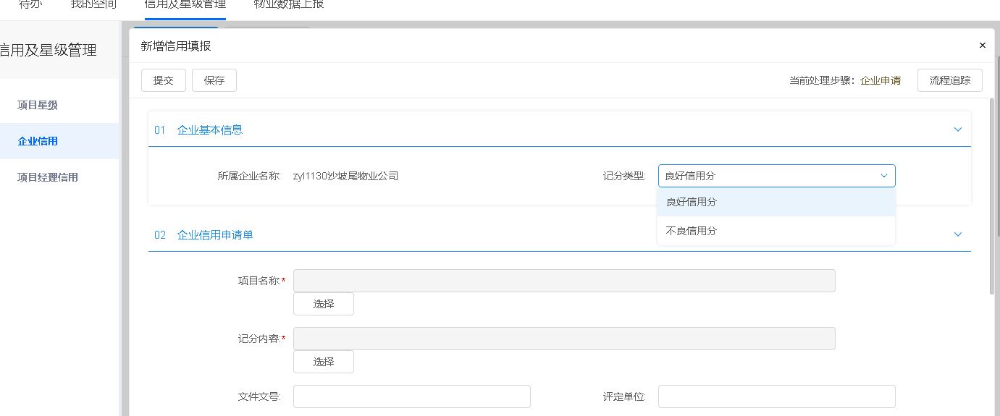 待办 我的空间 信用及星级管理 物业数据上报
信用及星级管理
新增信用填报 ×
提交 保存 当前处理步骤: 企业申请 流程追踪
项目星级
企业信用
项目经理信用
01 企业基本信息
所属企业名称: zyl1130沙坡尾物业公司 记分类型: 良好信用分
良好信用分
不良信用分
02 企业信用申请单
项目名称:*
选择
记分内容:*
选择
文件文号: 评定单位: